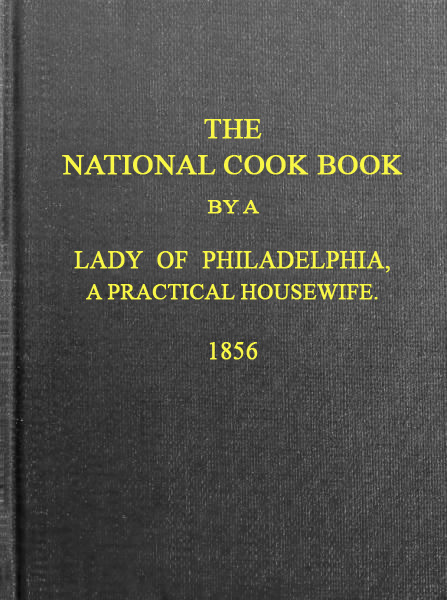 THE
NATIONAL COOK BOOK
BY A
LADY OF PHILADELPHIA,
A PRACTICAL HOUSEWIFE.
1856